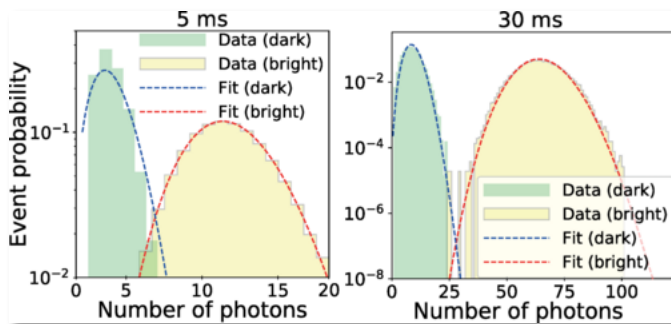 5 ms
30 ms
Event probability
10⁻¹
10⁻²
0
5
10
15
20
Number of photons
Data (dark)
Data (bright)
Fit (dark)
Fit (bright)
10⁻²
10⁻⁴
10⁻⁶
10⁻⁸
0
25
50
75
100
Number of photons
Data (dark)
Data (bright)
Fit (dark)
Fit (bright)